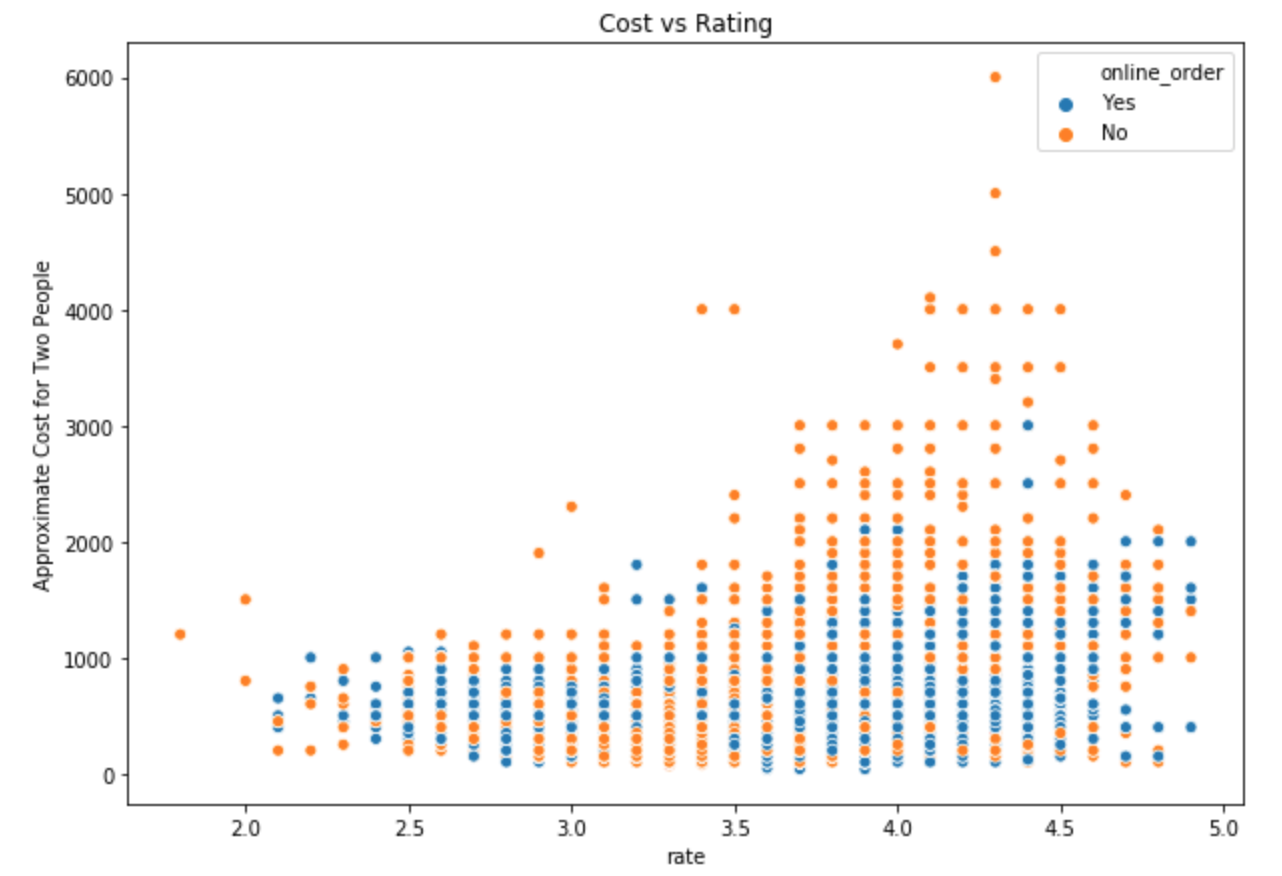 Cost vs Rating
online_order
Yes
No
Approximate Cost for Two People
6000
5000
4000
3000
2000
1000
0
2.0
2.5
3.0
3.5
4.0
4.5
5.0
rate